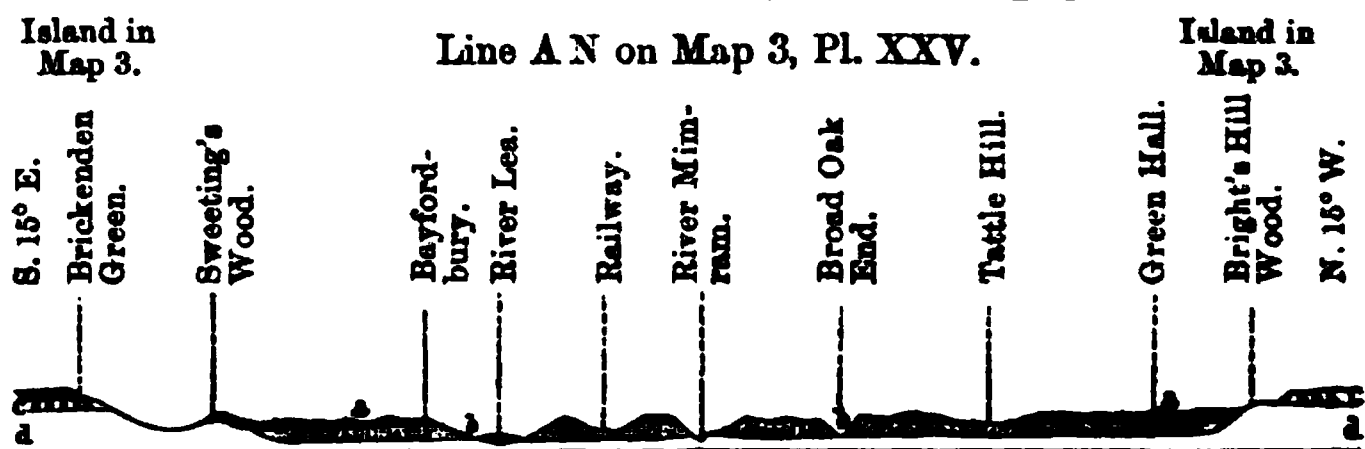 Island in
Map 3.
Line A N on Map 3, Pl. XXV.
Island in
Map 3.
S. 15° E.
Brickenden
Green.
Sweeting's
Wood.
Bayford-
bury.
River Lea.
Railway.
River Mim-
ram.
Broad Oak
End.
Tattle Hill.
Green Hall.
Bright's Hill
Wood.
N. 15° W.
c
d
a
b
b
a
c
d